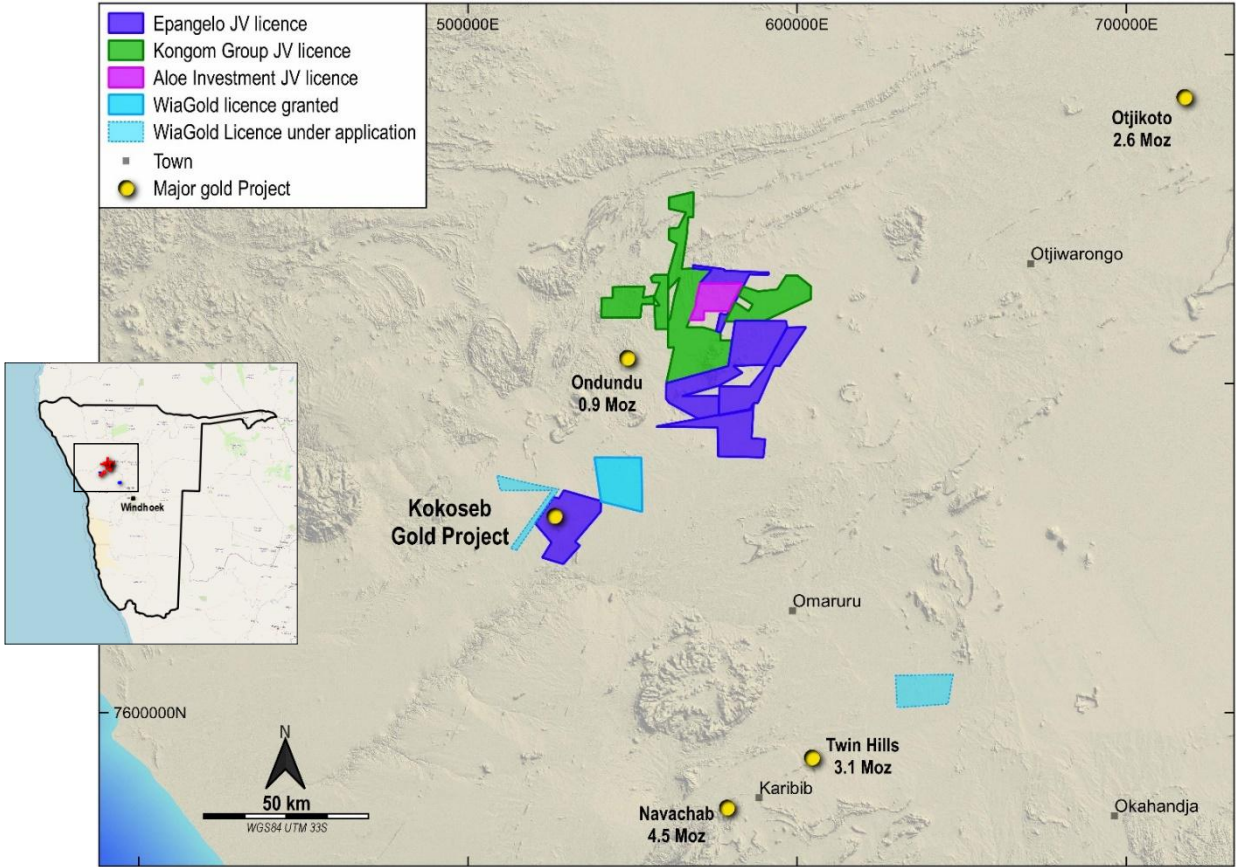 Epangelo JV licence
Kongom Group JV licence
Aloe Investment JV licence
WiaGold licence granted
WiaGold Licence under application
Town
Major gold Project
500000E
600000E
700000E
Otjikoto
2.6 Moz
Otjiwarongo
Ondundu
0.9 Moz
Kokoseb
Gold Project
Windhoek
Omaruru
7600000N
N
50 km
WGS84 UTM 33S
Twin Hills
3.1 Moz
Karibib
Navachab
4.5 Moz
Okahandja